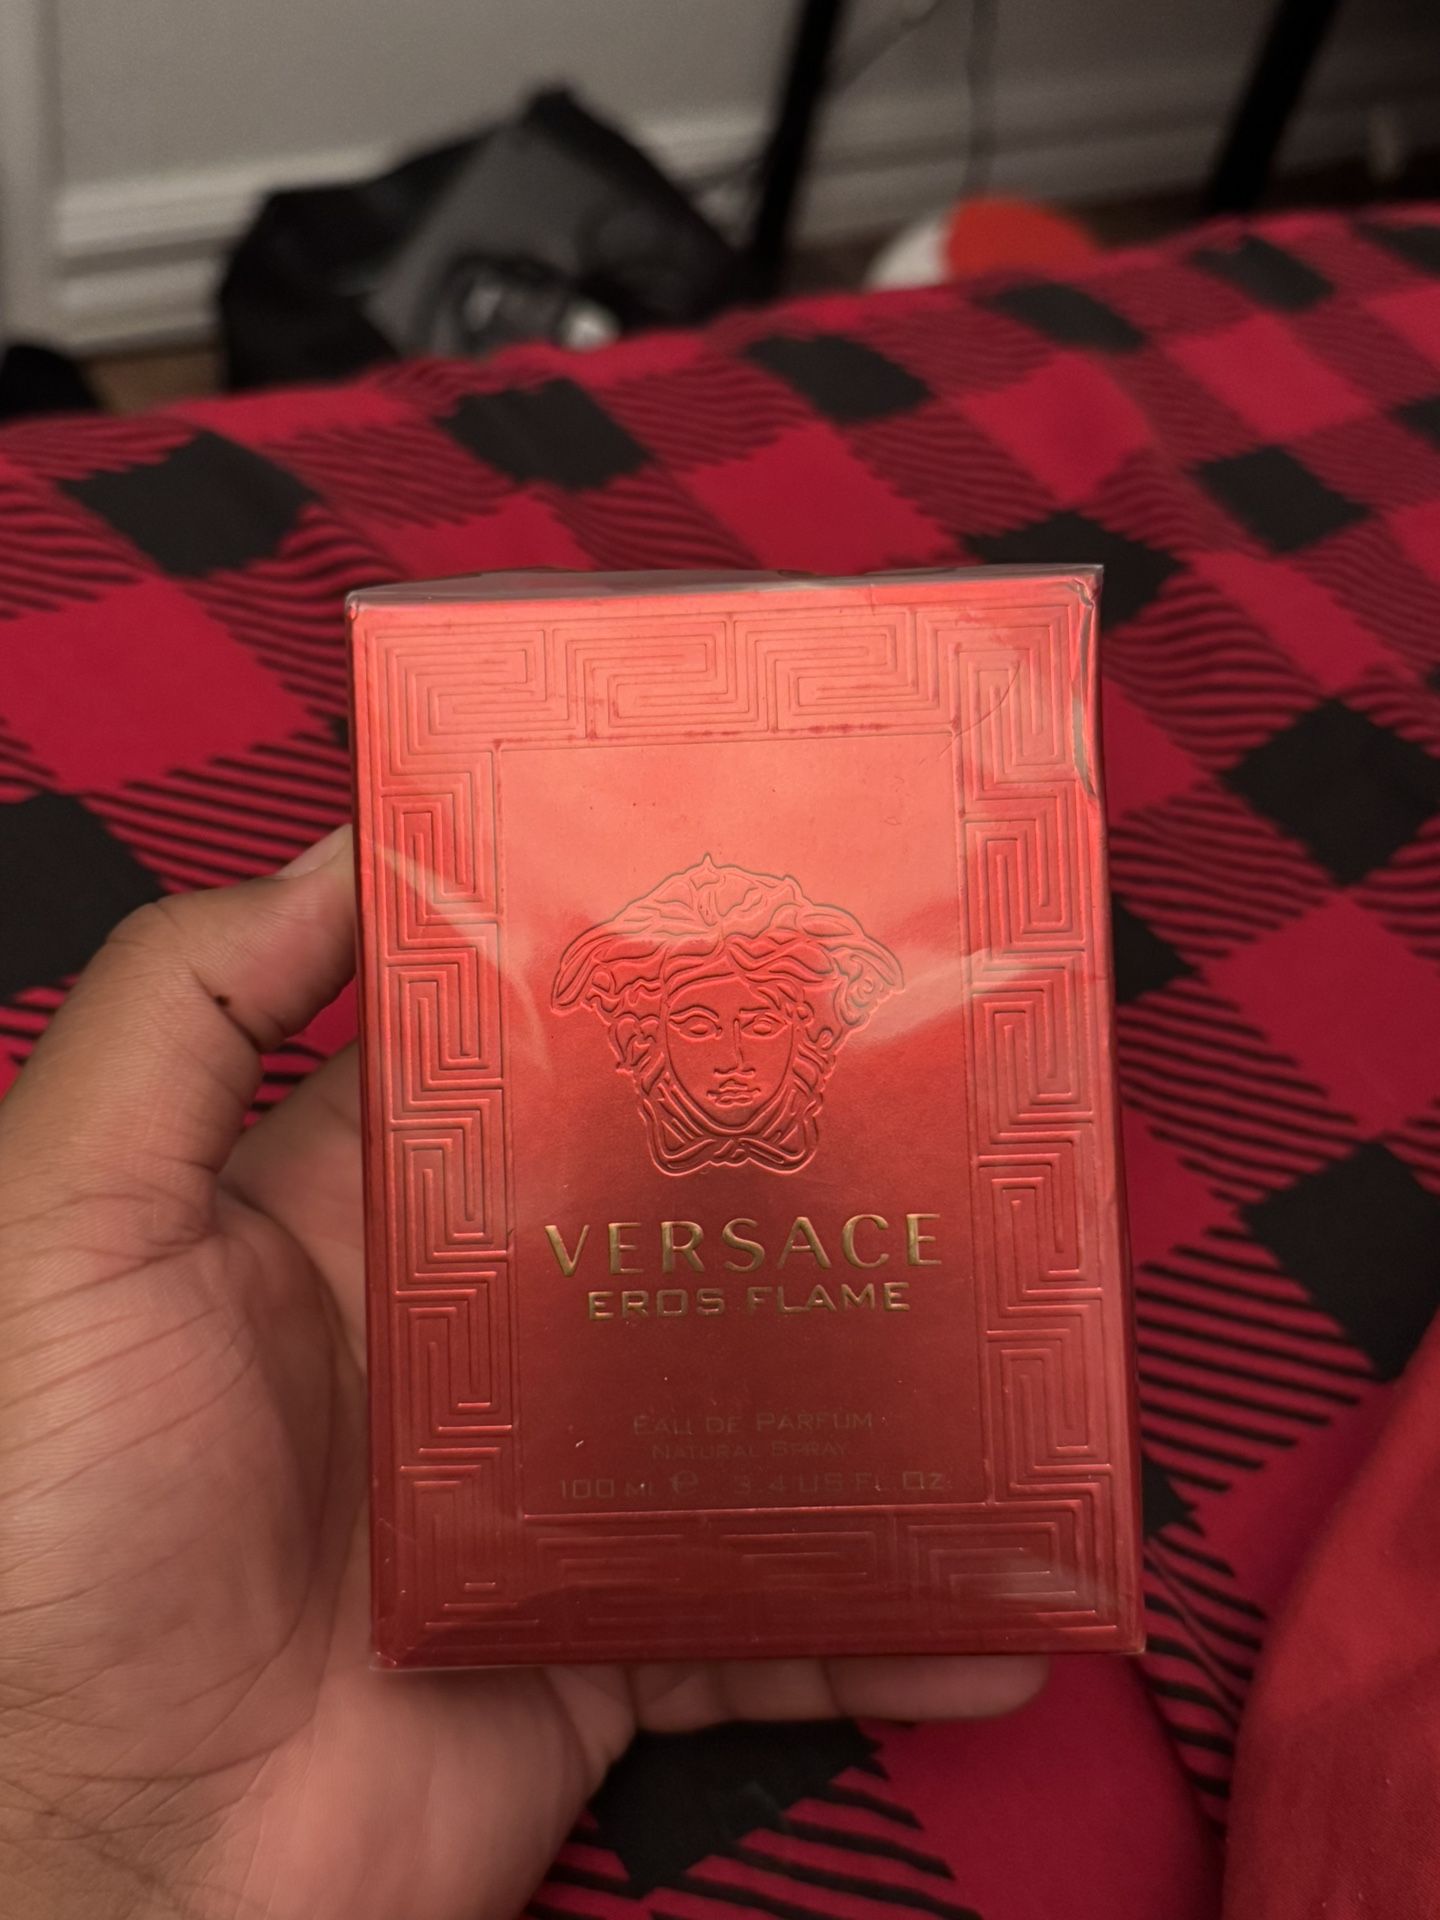 VERSACE
EROS FLAME
EAU DE PARFUM
NATURAL SPRAY
100 ML ℮ 3.4 US FL. OZ